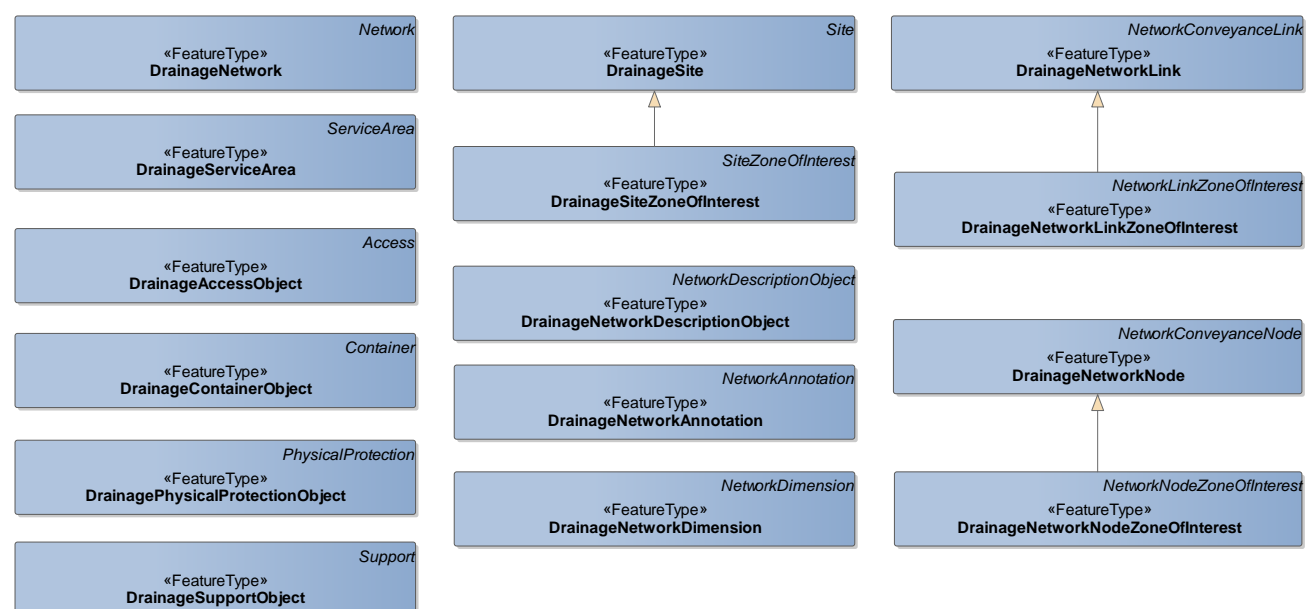 Network
«FeatureType»
DrainageNetwork
ServiceArea
«FeatureType»
DrainageServiceArea
Access
«FeatureType»
DrainageAccessObject
Container
«FeatureType»
DrainageContainerObject
PhysicalProtection
«FeatureType»
DrainagePhysicalProtectionObject
Support
«FeatureType»
DrainageSupportObject
Site
«FeatureType»
DrainageSite
SiteZoneOfInterest
«FeatureType»
DrainageSiteZoneOfInterest
NetworkDescriptionObject
«FeatureType»
DrainageNetworkDescriptionObject
NetworkAnnotation
«FeatureType»
DrainageNetworkAnnotation
NetworkDimension
«FeatureType»
DrainageNetworkDimension
NetworkConveyanceLink
«FeatureType»
DrainageNetworkLink
NetworkLinkZoneOfInterest
«FeatureType»
DrainageNetworkLinkZoneOfInterest
NetworkConveyanceNode
«FeatureType»
DrainageNetworkNode
NetworkNodeZoneOfInterest
«FeatureType»
DrainageNetworkNodeZoneOfInterest